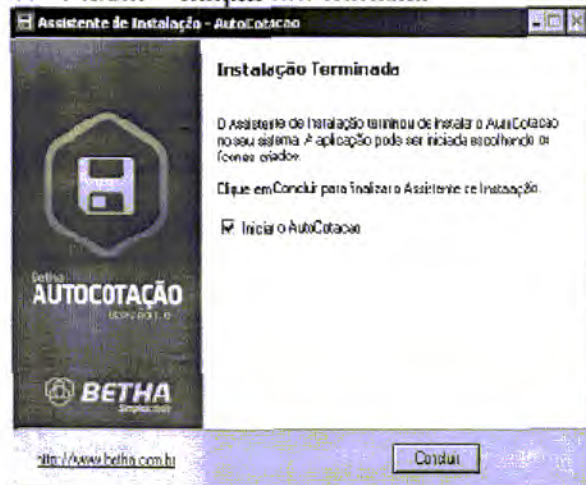 Assistente de Instalação - AutoCotacao
Instalação Terminada
O Assistente de Instalação terminou de instalar o AutoCotacao
no seu sistema. A aplicação pode ser iniciada escolhendo os
ícones criados.
Clique em Concluir para finalizar o Assistente de Instalação.
Iniciar o AutoCotacao
Betha
AUTOCOTAÇÃO
BETHA
http://www.betha.com.br
Concluir